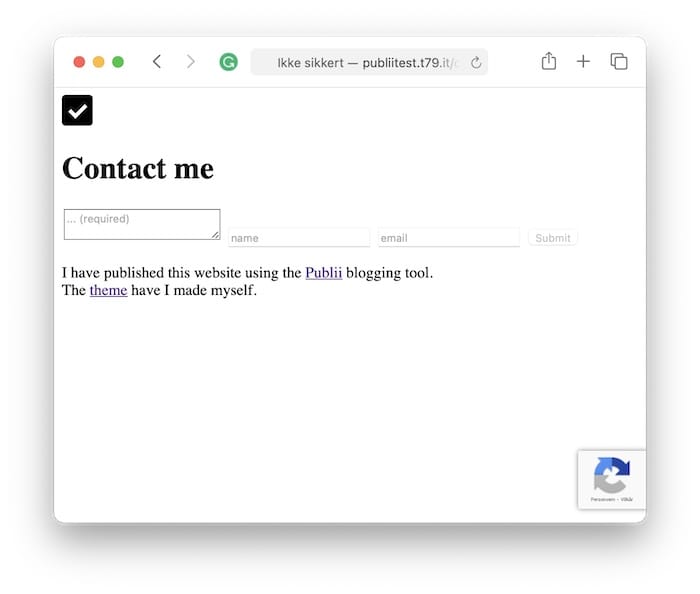 Ikke sikkert — publiitest.t79.it/
Contact me
... (required)
name
email
Submit
I have published this website using the Publii blogging tool.
The theme have I made myself.
Personvern - Vilkår